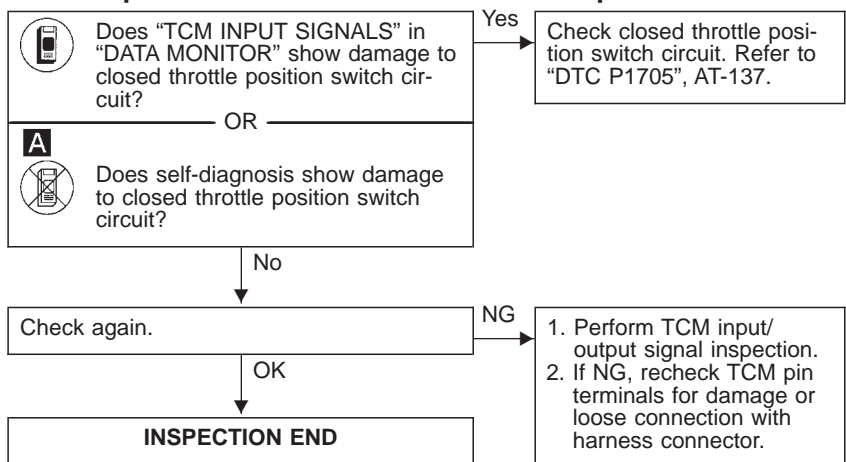 Does “TCM INPUT SIGNALS” in
“DATA MONITOR” show damage to
closed throttle position switch cir-
cuit?
Yes
Check closed throttle posi-
tion switch circuit. Refer to
“DTC P1705”, AT-137.
OR
A
Does self-diagnosis show damage
to closed throttle position switch
circuit?
No
Check again.
NG
1. Perform TCM input/
output signal inspection.
2. If NG, recheck TCM pin
terminals for damage or
loose connection with
harness connector.
OK
INSPECTION END